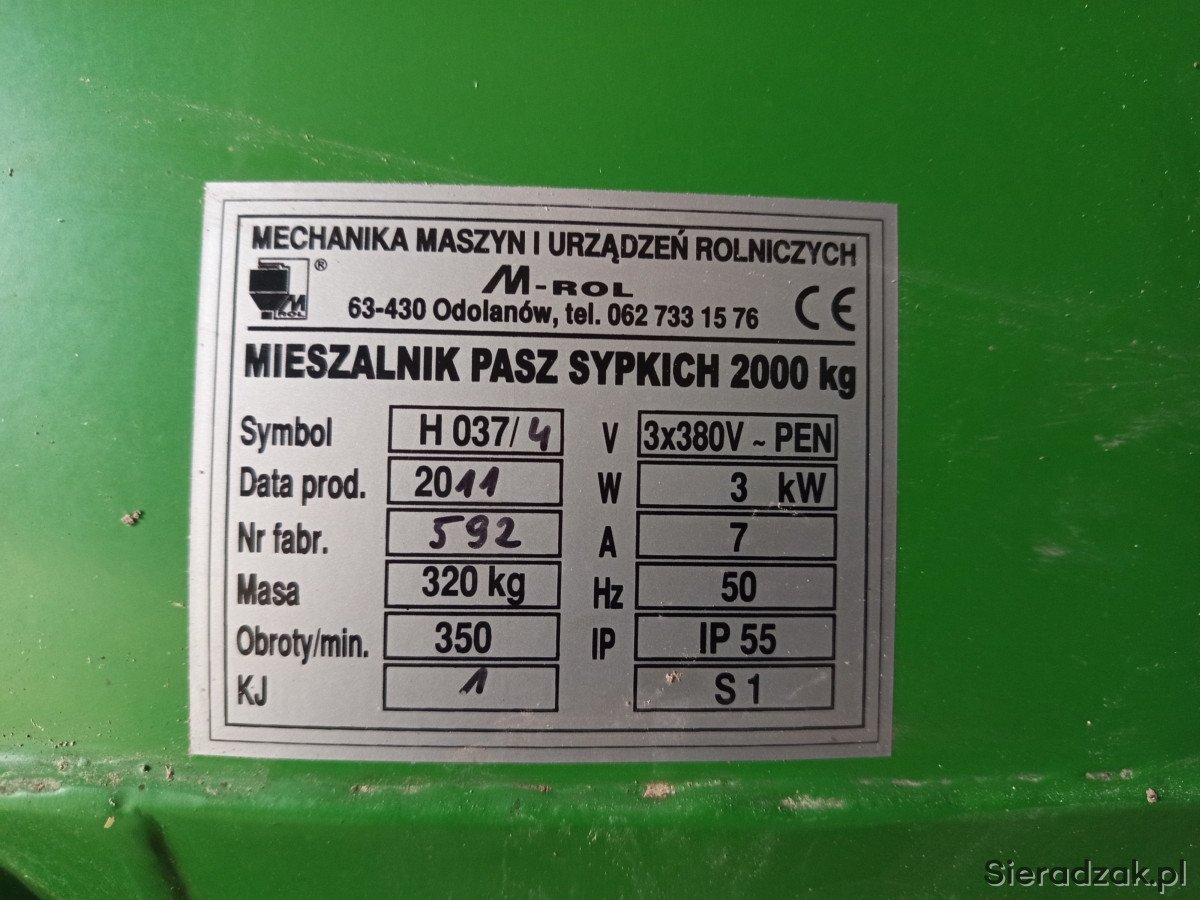 MECHANIKA MASZYN I URZĄDZEŃ ROLNICZYCH
M ROL ®
M-ROL
63-430 Odolanów, tel. 062 733 15 76
CE
MIESZALNIK PASZ SYPKICH 2000 kg
Symbol H 037/4 V 3x380V ~ PEN
Data prod. 2011 W 3 kW
Nr fabr. 592 A 7
Masa 320 kg Hz 50
Obroty/min. 350 IP IP 55
KJ 1 S 1
Sieradzak.pl